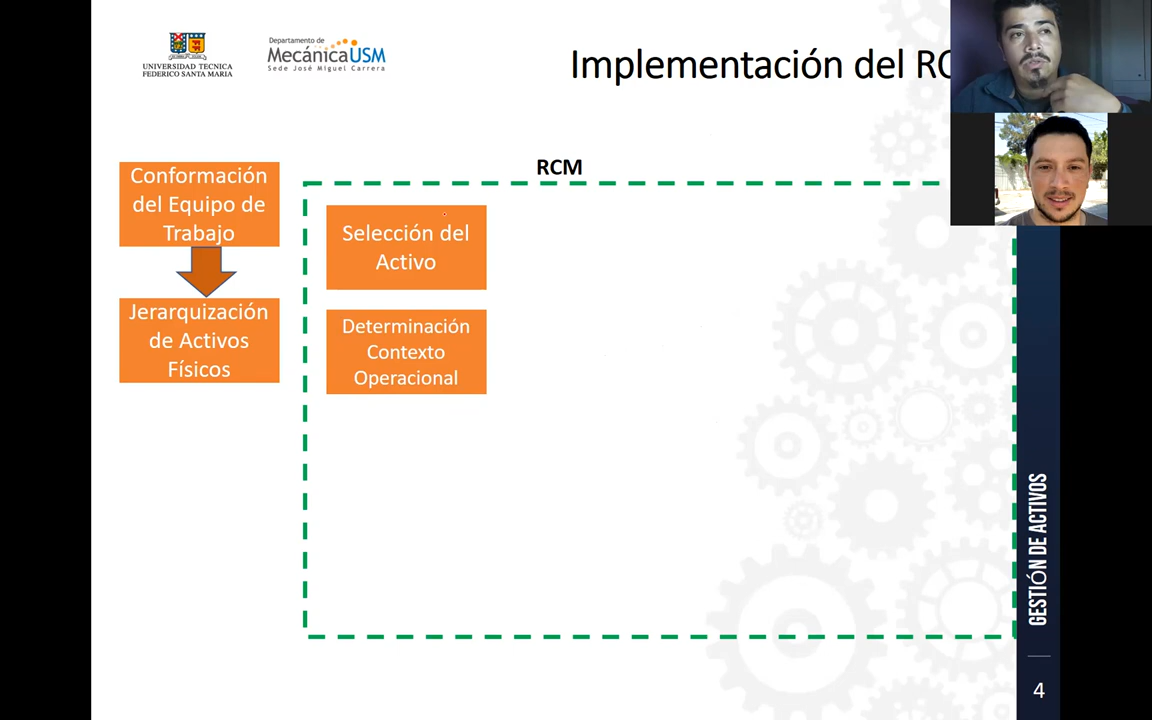 UNIVERSIDAD TECNICA
FEDERICO SANTA MARIA
Departamento de
MecánicaUSM
Sede José Miguel Carrera
Implementación del RC
RCM
Conformación
del Equipo de
Trabajo
Jerarquización
de Activos
Físicos
Selección del
Activo
Determinación
Contexto
Operacional
GESTIÓN DE ACTIVOS
4